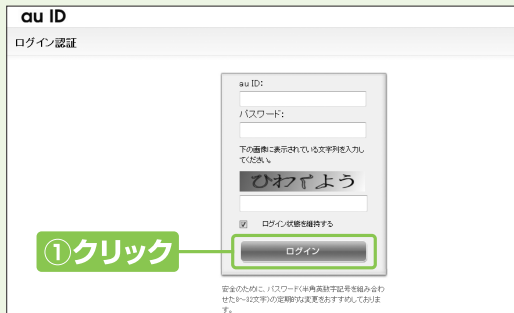 au ID
ログイン認証
au ID:
パスワード:
下の画像に表示されている文字列を入力し
てください。
ひわずよう
ログイン状態を維持する
①クリック
ログイン
安全のために、パスワード(半角英数字記号を組み合わ
せた8~32文字)の定期的な変更をおすすめしておりま
す。